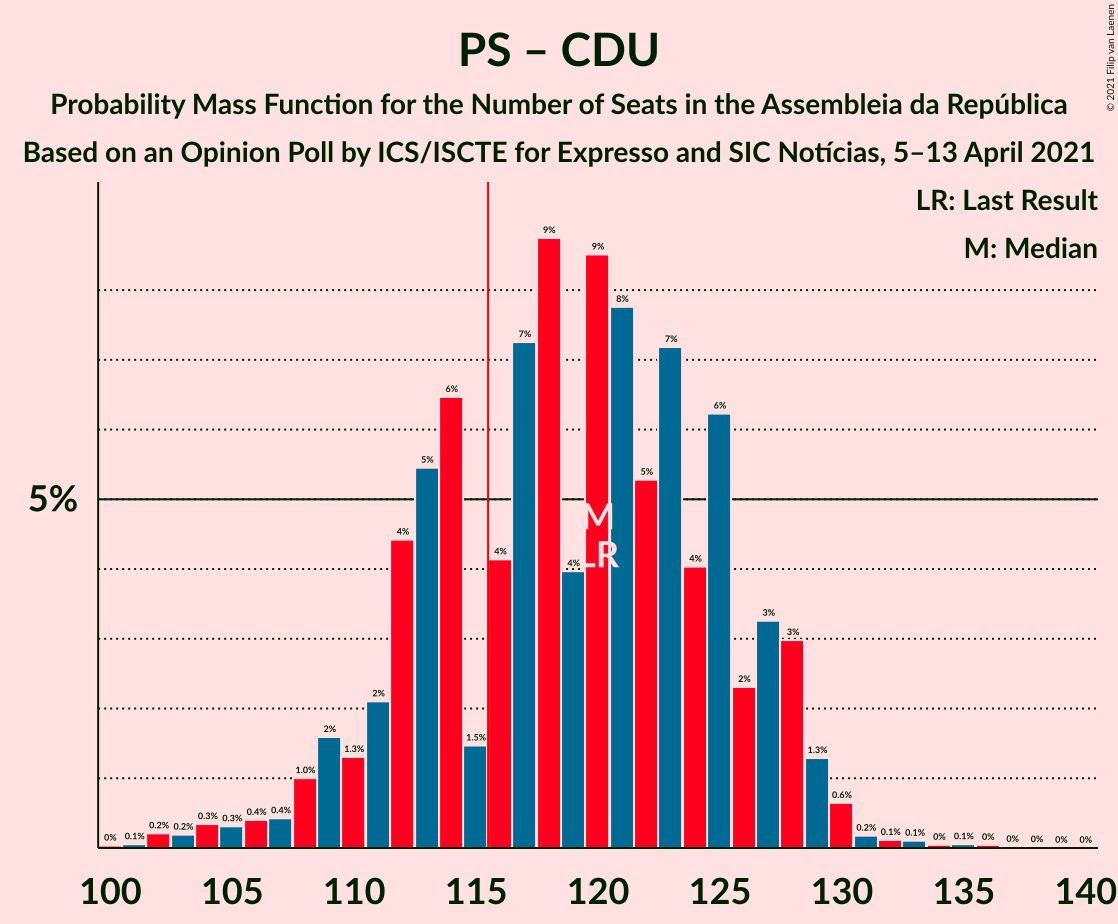 PS – CDU
Probability Mass Function for the Number of Seats in the Assembleia da República
Based on an Opinion Poll by ICS/ISCTE for Expresso and SIC Notícias, 5–13 April 2021
© 2021 Filip van Laenen
LR: Last Result
M: Median
5%
0% 0.1% 0.2% 0.2% 0.3% 0.3% 0.4% 0.4% 1.0% 2% 1.3% 2% 4% 5% 6% 1.5% 4% 7% 9% 4% 9% 8% 5% 7% 4% 6% 2% 3% 3% 1.3% 0.6% 0.2% 0.1% 0.1% 0% 0.1% 0% 0% 0% 0% 0%
M
LR
100 105 110 115 120 125 130 135 140